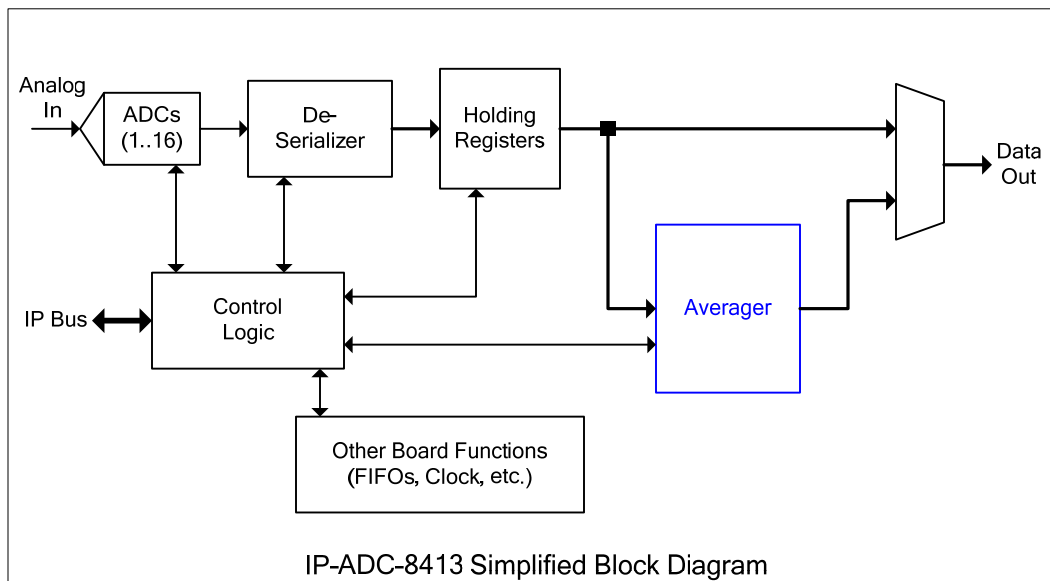 Analog
In
ADCs
(1..16)
De-
Serializer
Holding
Registers
Data
Out
Averager
IP Bus
Control
Logic
Other Board Functions
(FIFOs, Clock, etc.)
IP-ADC-8413 Simplified Block Diagram